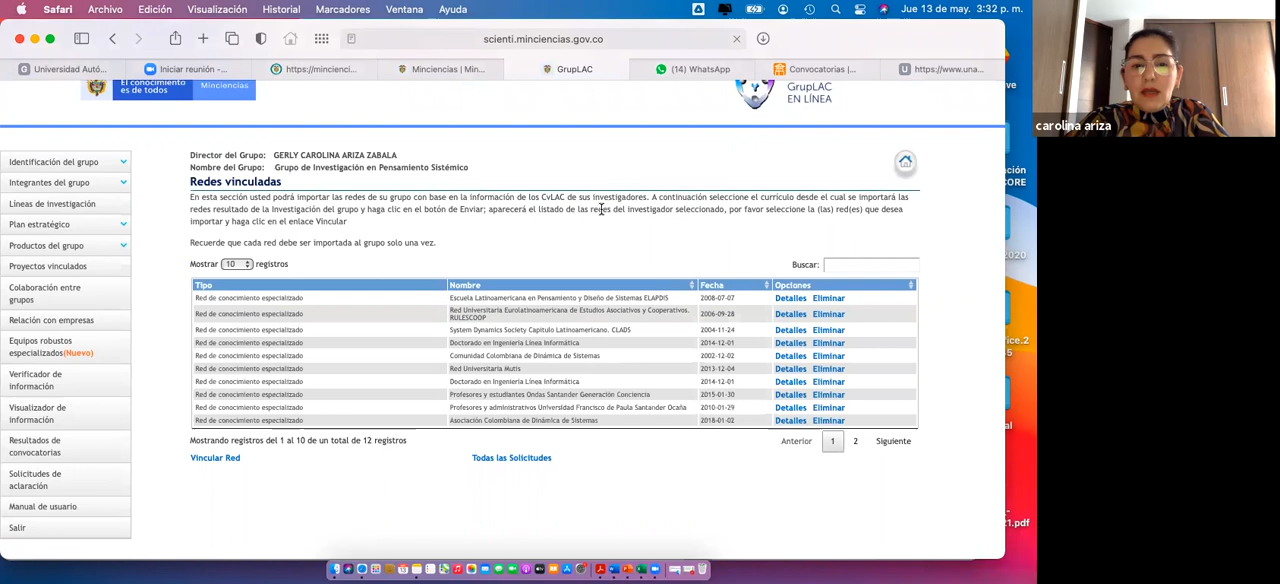 Safari Archivo Edición Visualización Historial Marcadores Ventana Ayuda Jue 13 de may. 3:32 p. m.
scienti.minciencias.gov.co
Universidad Autó... Iniciar reunión -... https://mincienci... Minciencias | Min... GrupLAC (14) WhatsApp Convocatorías |... https://www.una...
El conocimiento
es de todos Minciencias
GrupLAC
EN LÍNEA
carolina ariza
Director del Grupo: GERLY CAROLINA ARIZA ZABALA
Nombre del Grupo: Grupo de Investigación en Pensamiento Sistémico
Redes vinculadas
En esta sección usted podrá importar las redes de su grupo con base en la información de los CvLAC de sus investigadores. A continuación seleccione el currículo desde el cual se importará las
redes resultado de la Investigación del grupo y haga clic en el botón de Enviar; aparecerá el listado de las redes del investigador seleccionado, por favor seleccione la (las) red(es) que desea
importar y haga clic en el enlace Vincular
Recuerde que cada red debe ser importada al grupo solo una vez.
Mostrar 10 registros Buscar:
Tipo Nombre Fecha Opciones
Red de conocimiento especializado Escuela Latinoamericana en Pensamiento y Diseño de Sistemas ELAPDIS 2008-07-07 Detalles Eliminar
Red de conocimiento especializado Red Universitaria Eurolatinoamericana de Estudios Asociativos y Cooperativos. RULESCOOP 2006-09-28 Detalles Eliminar
Red de conocimiento especializado System Dynamics Society Capitulo Latinoamericano. CLADS 2004-11-24 Detalles Eliminar
Red de conocimiento especializado Doctorado en Ingeniería Línea Informática 2014-12-01 Detalles Eliminar
Red de conocimiento especializado Comunidad Colombiana de Dinámica de Sistemas 2002-12-02 Detalles Eliminar
Red de conocimiento especializado Red Universitaria Mutis 2013-12-04 Detalles Eliminar
Red de conocimiento especializado Doctorado en Ingeniería Línea Informática 2014-12-01 Detalles Eliminar
Red de conocimiento especializado Profesores y estudiantes Ondas Santander Generación Conciencia 2015-01-30 Detalles Eliminar
Red de conocimiento especializado Profesores y administrativos Universidad Francisco de Paula Santander Ocaña 2010-01-29 Detalles Eliminar
Red de conocimiento especializado Asociación Colombiana de Dinámica de Sistemas 2018-01-02 Detalles Eliminar
Mostrando registros del 1 al 10 de un total de 12 registros Anterior 1 2 Siguiente
Vincular Red Todas las Solicitudes
Identificación del grupo
Integrantes del grupo
Líneas de investigación
Plan estratégico
Productos del grupo
Proyectos vinculados
Colaboración entre
grupos
Relación con empresas
Equipos robustos
especializados(Nuevo)
Verificador de
información
Visualizador de
información
Resultados de
convocatorias
Solicitudes de
aclaración
Manual de usuario
Salir
ive
ación
CORE
2020
ice.2
5
al
21.pdf